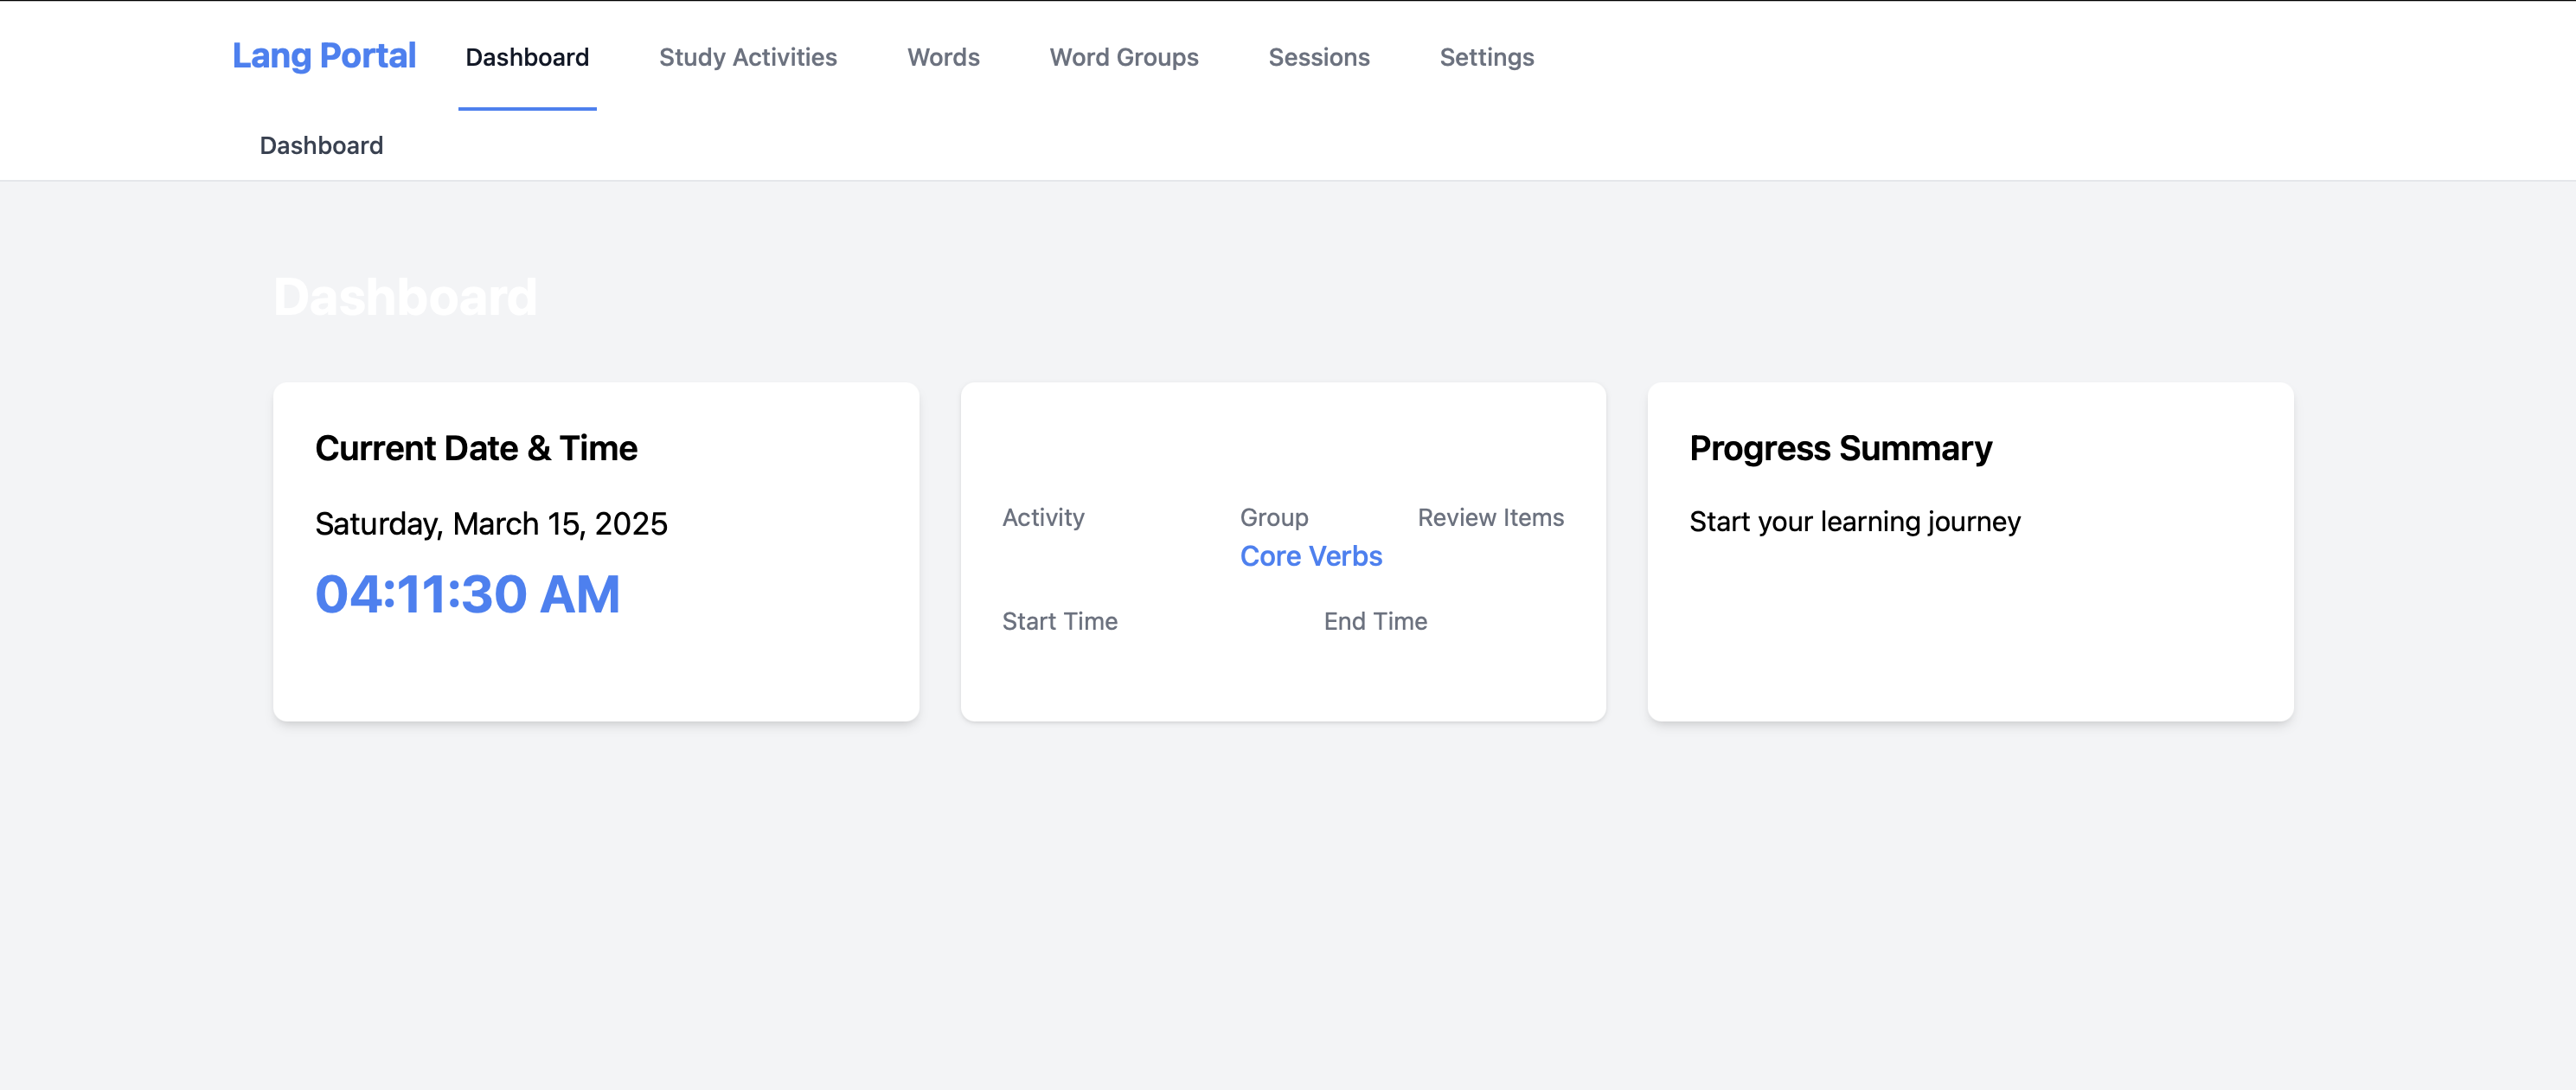 Lang Portal Dashboard Study Activities Words Word Groups Sessions Settings
Dashboard
Dashboard
Current Date & Time
Saturday, March 15, 2025
04:11:30 AM
Activity Group Review Items
Core Verbs
Start Time End Time
Progress Summary
Start your learning journey